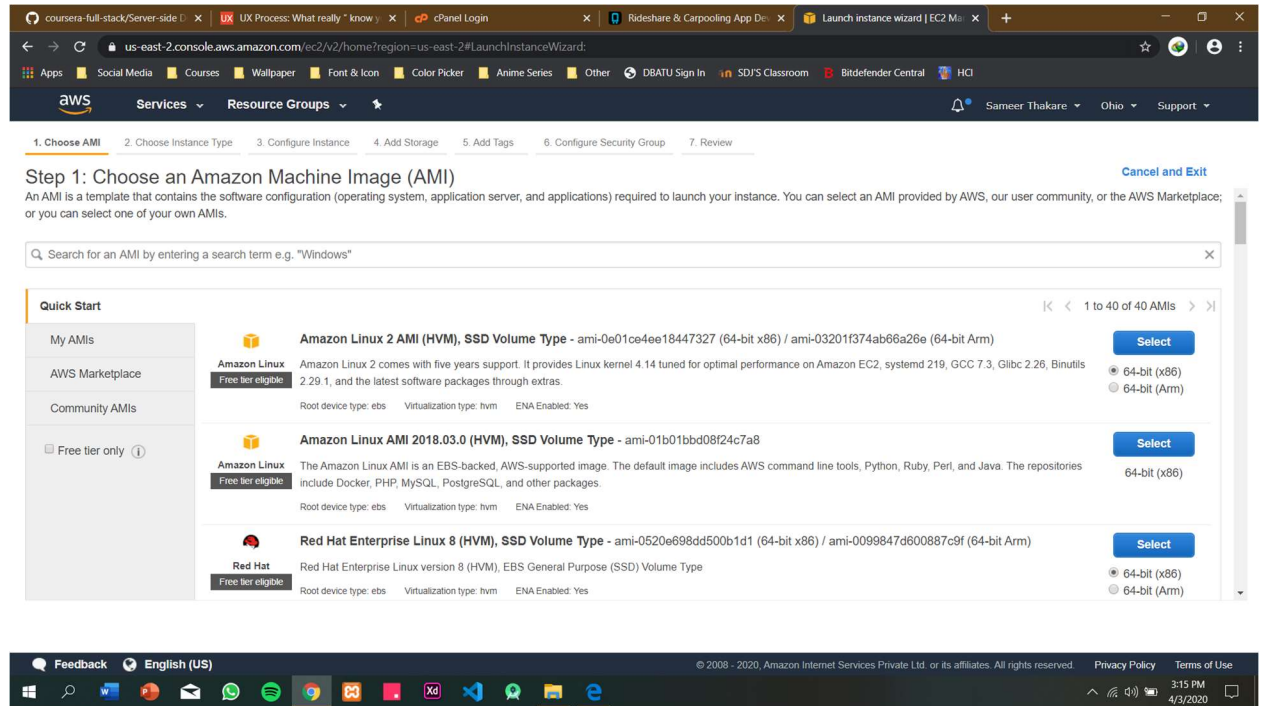 coursera-full-stack/Server-side D
UX Process: What really “ know y
cPanel Login
Rideshare & Carpooling App Dev
Launch instance wizard | EC2 Ma
us-east-2.console.aws.amazon.com/ec2/v2/home?region=us-east-2#LaunchInstanceWizard:
Apps Social Media Courses Wallpaper Font & Icon Color Picker Anime Series Other DBATU Sign In SDJ'S Classroom Bitdefender Central HCI
aws Services Resource Groups Sameer Thakare Ohio Support
1. Choose AMI 2. Choose Instance Type 3. Configure Instance 4. Add Storage 5. Add Tags 6. Configure Security Group 7. Review
Step 1: Choose an Amazon Machine Image (AMI)
Cancel and Exit
An AMI is a template that contains the software configuration (operating system, application server, and applications) required to launch your instance. You can select an AMI provided by AWS, our user community, or the AWS Marketplace;
or you can select one of your own AMIs.
Search for an AMI by entering a search term e.g. "Windows"
Quick Start
1 to 40 of 40 AMIs
My AMIs
AWS Marketplace
Community AMIs
Free tier only
Amazon Linux
Free tier eligible
Amazon Linux 2 AMI (HVM), SSD Volume Type - ami-0e01ce4ee18447327 (64-bit x86) / ami-03201f374ab66a26e (64-bit Arm)
Amazon Linux 2 comes with five years support. It provides Linux kernel 4.14 tuned for optimal performance on Amazon EC2, systemd 219, GCC 7.3, Glibc 2.26, Binutils
2.29.1, and the latest software packages through extras.
Root device type: ebs Virtualization type: hvm ENA Enabled: Yes
Select
64-bit (x86)
64-bit (Arm)
Amazon Linux
Free tier eligible
Amazon Linux AMI 2018.03.0 (HVM), SSD Volume Type - ami-01b01bbd08f24c7a8
The Amazon Linux AMI is an EBS-backed, AWS-supported image. The default image includes AWS command line tools, Python, Ruby, Perl, and Java. The repositories
include Docker, PHP, MySQL, PostgreSQL, and other packages.
Root device type: ebs Virtualization type: hvm ENA Enabled: Yes
Select
64-bit (x86)
Red Hat
Free tier eligible
Red Hat Enterprise Linux 8 (HVM), SSD Volume Type - ami-0520e698dd500b1d1 (64-bit x86) / ami-0099847d600887c9f (64-bit Arm)
Red Hat Enterprise Linux version 8 (HVM), EBS General Purpose (SSD) Volume Type
Root device type: ebs Virtualization type: hvm ENA Enabled: Yes
Select
64-bit (x86)
64-bit (Arm)
Feedback English (US)
© 2008 - 2020, Amazon Internet Services Private Ltd. or its affiliates. All rights reserved. Privacy Policy Terms of Use
3:15 PM
4/3/2020